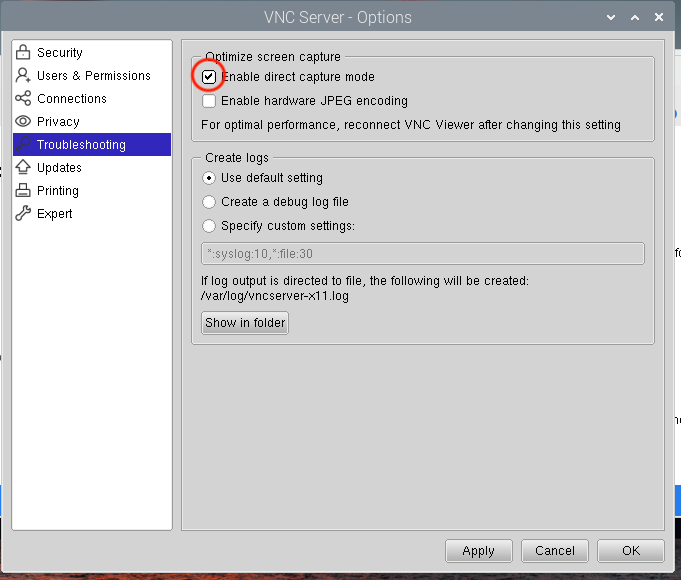 VNC Server - Options
Security
Users & Permissions
Connections
Privacy
Troubleshooting
Updates
Printing
Expert
Optimize screen capture
Enable direct capture mode
Enable hardware JPEG encoding
For optimal performance, reconnect VNC Viewer after changing this setting
Create logs
Use default setting
Create a debug log file
Specify custom settings:
*:syslog:10,*:file:30
If log output is directed to file, the following will be created:
/var/log/vncserver-x11.log
Show in folder
Apply
Cancel
OK